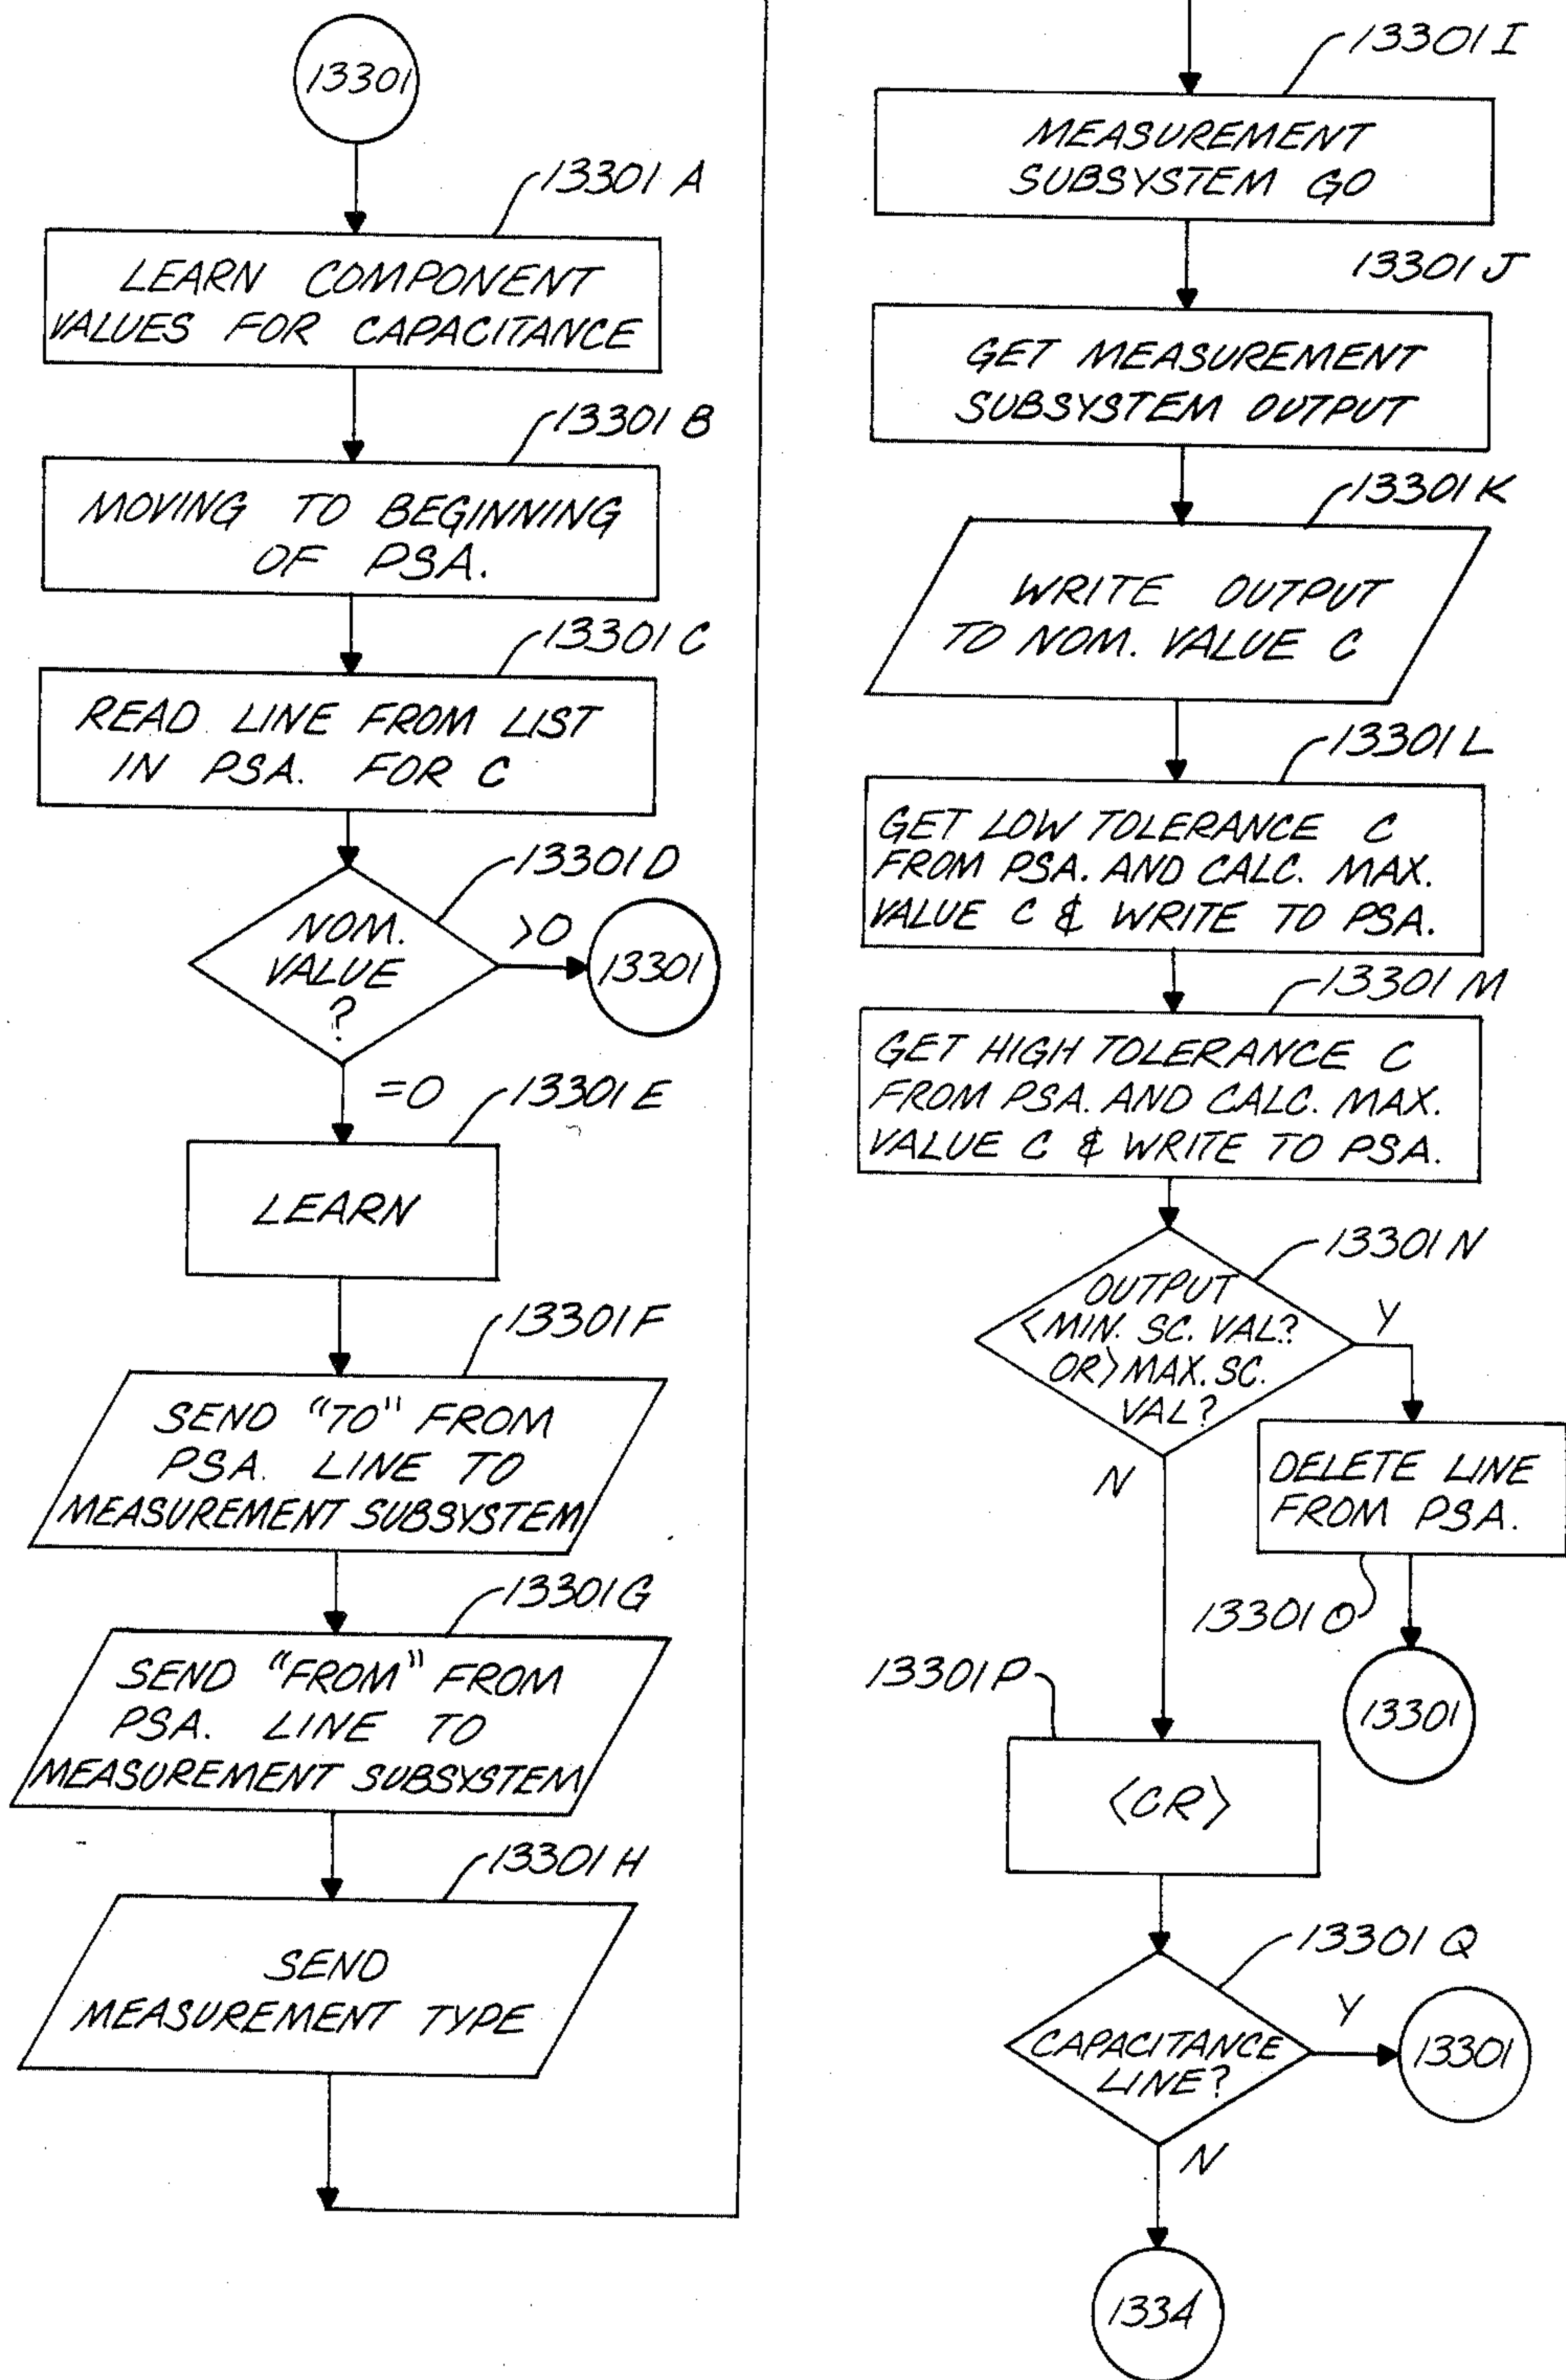 13301
13301 A
LEARN COMPONENT
VALUES FOR CAPACITANCE
13301 B
MOVING TO BEGINNING
OF PSA.
13301 C
READ LINE FROM LIST
IN PSA. FOR C
13301 D
NOM.
VALUE
?
>0
13301
=0
13301 E
LEARN
13301 F
SEND "TO" FROM
PSA. LINE TO
MEASUREMENT SUBSYSTEM
13301 G
SEND "FROM" FROM
PSA. LINE TO
MEASUREMENT SUBSYSTEM
13301 H
SEND
MEASUREMENT TYPE
13301 I
MEASUREMENT
SUBSYSTEM GO
13301 J
GET MEASUREMENT
SUBSYSTEM OUTPUT
13301 K
WRITE OUTPUT
TO NOM. VALUE C
13301 L
GET LOW TOLERANCE C
FROM PSA. AND CALC. MAX.
VALUE C & WRITE TO PSA.
13301 M
GET HIGH TOLERANCE C
FROM PSA. AND CALC. MAX.
VALUE C & WRITE TO PSA.
13301 N
OUTPUT
<MIN. SC. VAL?
OR>MAX. SC.
VAL?
Y
N
DELETE LINE
FROM PSA.
13301 O
13301
13301 P
<CR>
13301 Q
CAPACITANCE
LINE?
Y
13301
N
1334